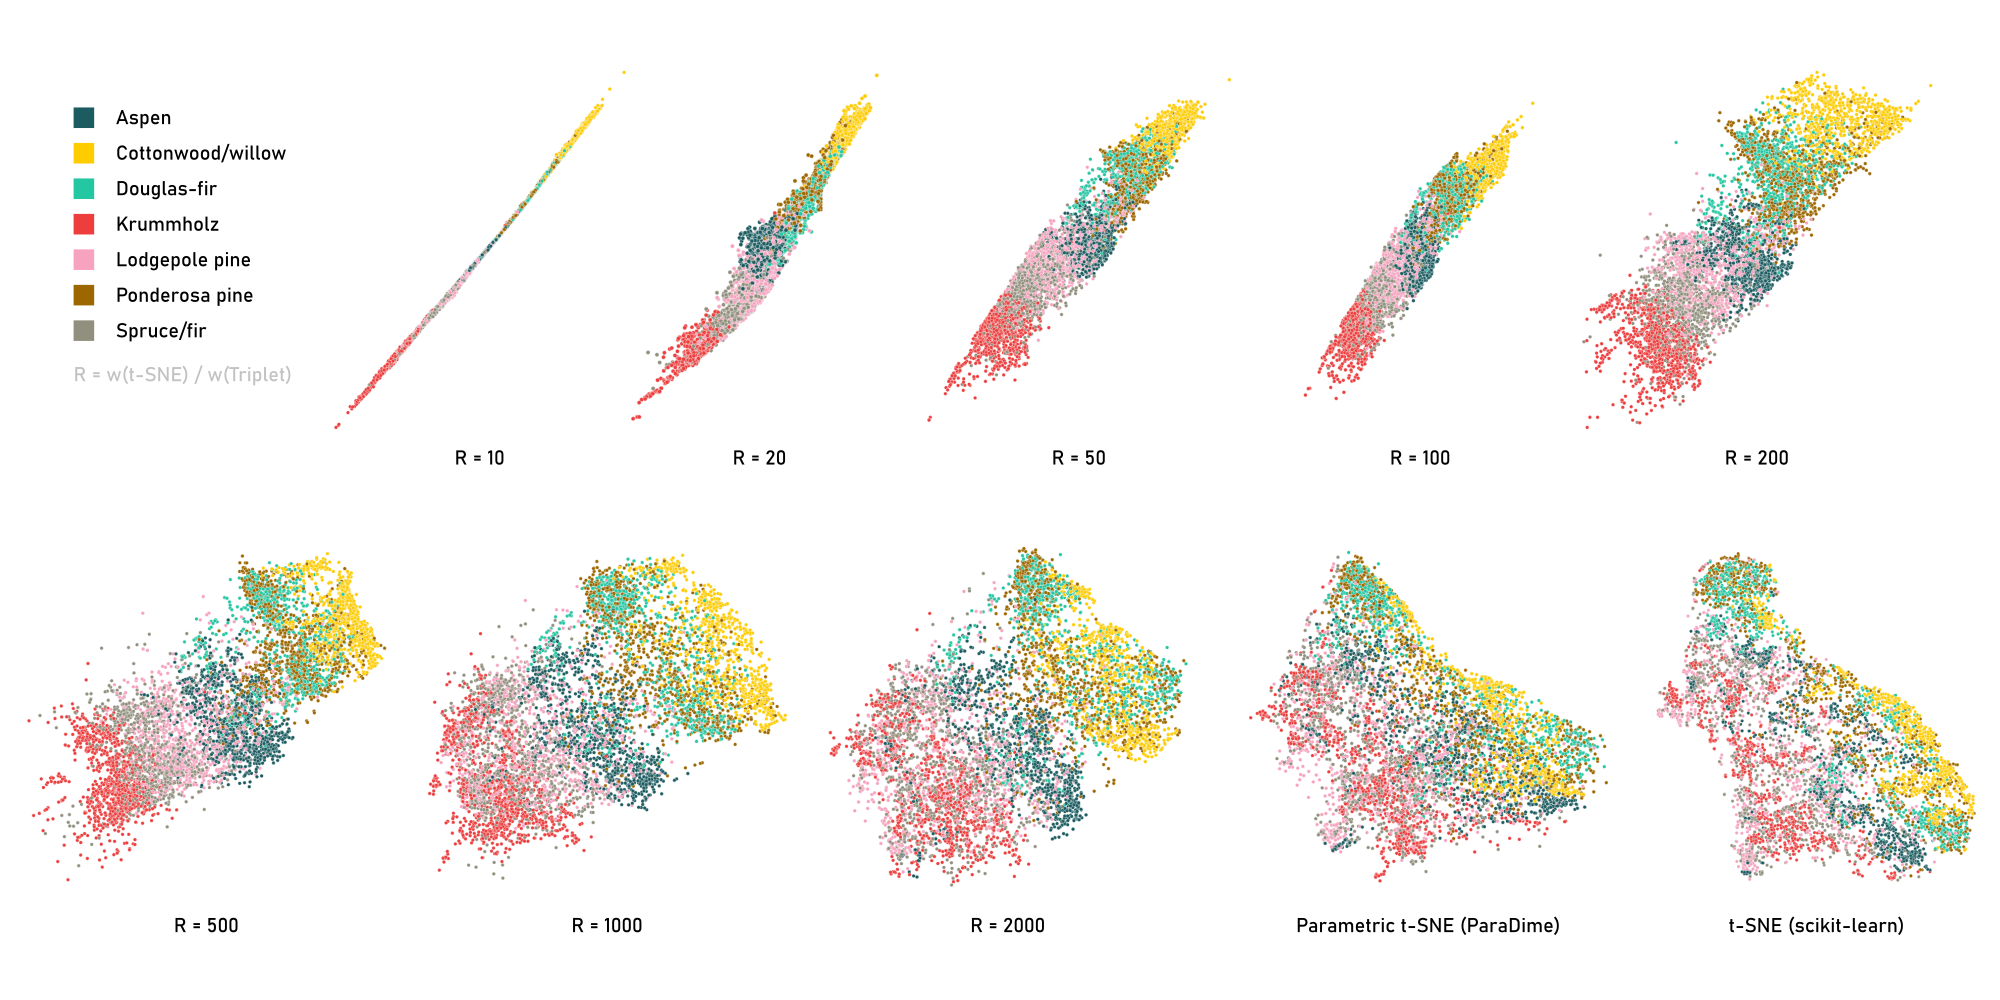 Aspen
Cottonwood/willow
Douglas-fir
Krummholz
Lodgepole pine
Ponderosa pine
Spruce/fir
R = w(t-SNE) / w(Triplet)
R = 10
R = 20
R = 50
R = 100
R = 200
R = 500
R = 1000
R = 2000
Parametric t-SNE (ParaDime)
t-SNE (scikit-learn)